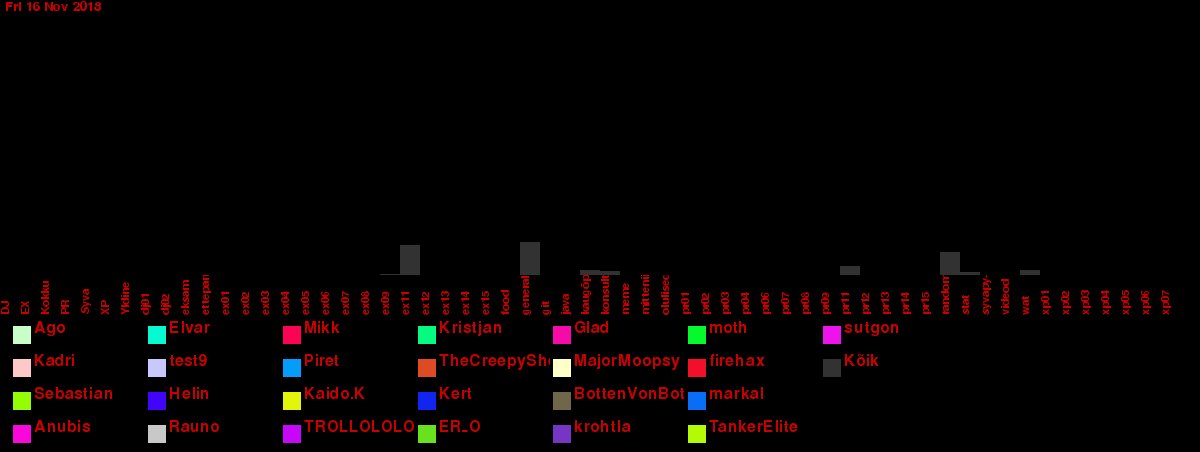 Fri 16 Nov 2018
DJ
EX
Kokku
PR
Syva
XP
Yldine
dj01
dj02
eksam
ettepan
ex01
ex02
ex03
ex04
ex05
ex06
ex07
ex08
ex09
ex11
ex12
ex13
ex14
ex15
food
general
git
java
kaugõp
konsult
meme
mittenii
olulisec
pr01
pr02
pr03
pr04
pr06
pr07
pr08
pr09
pr11
pr12
pr13
pr14
pr15
random
stat
syvapy-
videod
wat
xp01
xp02
xp03
xp04
xp05
xp06
xp07
Ago Elvar Mikk Kristjan Glad moth sutgon
Kadri test9 Piret TheCreepySh MajorMoopsy firehax Kõik
Sebastian Helin Kaido.K Kert BottenVonBot markal
Anubis Rauno TROLLOLOLO ER_O krohtla TankerElite